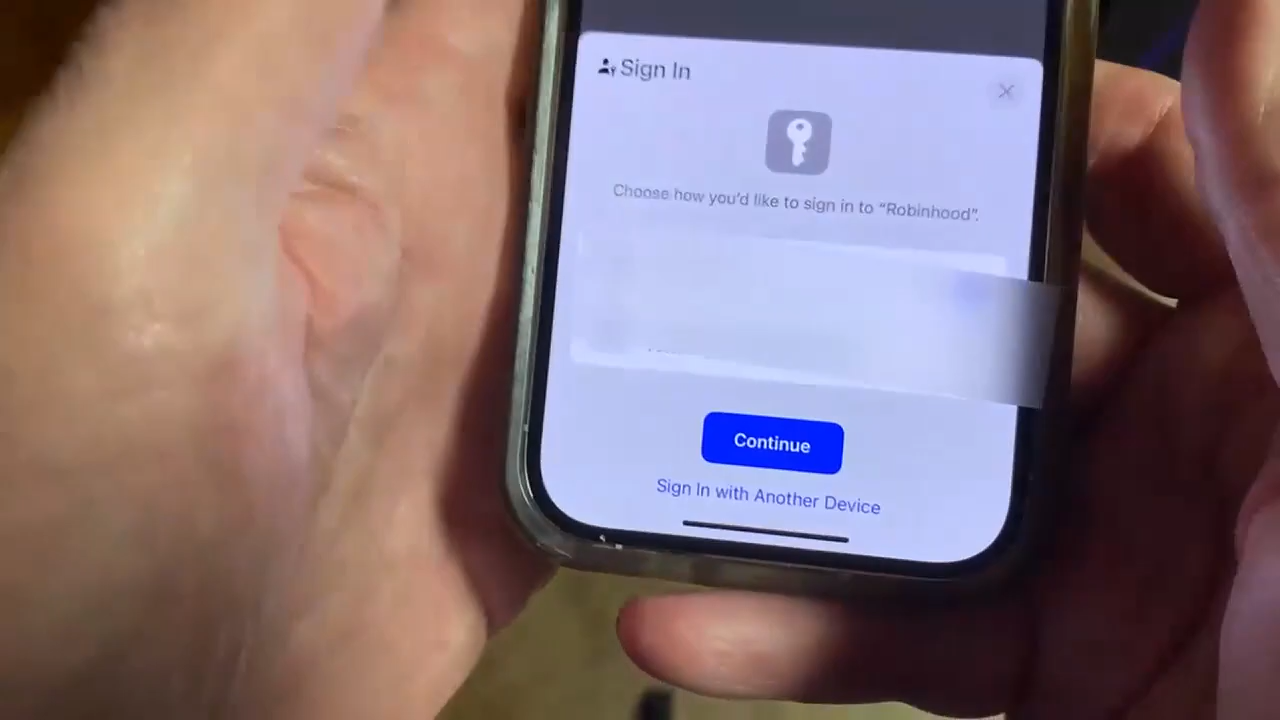 Sign In
Choose how you'd like to sign in to “Robinhood”.
Continue
Sign In with Another Device